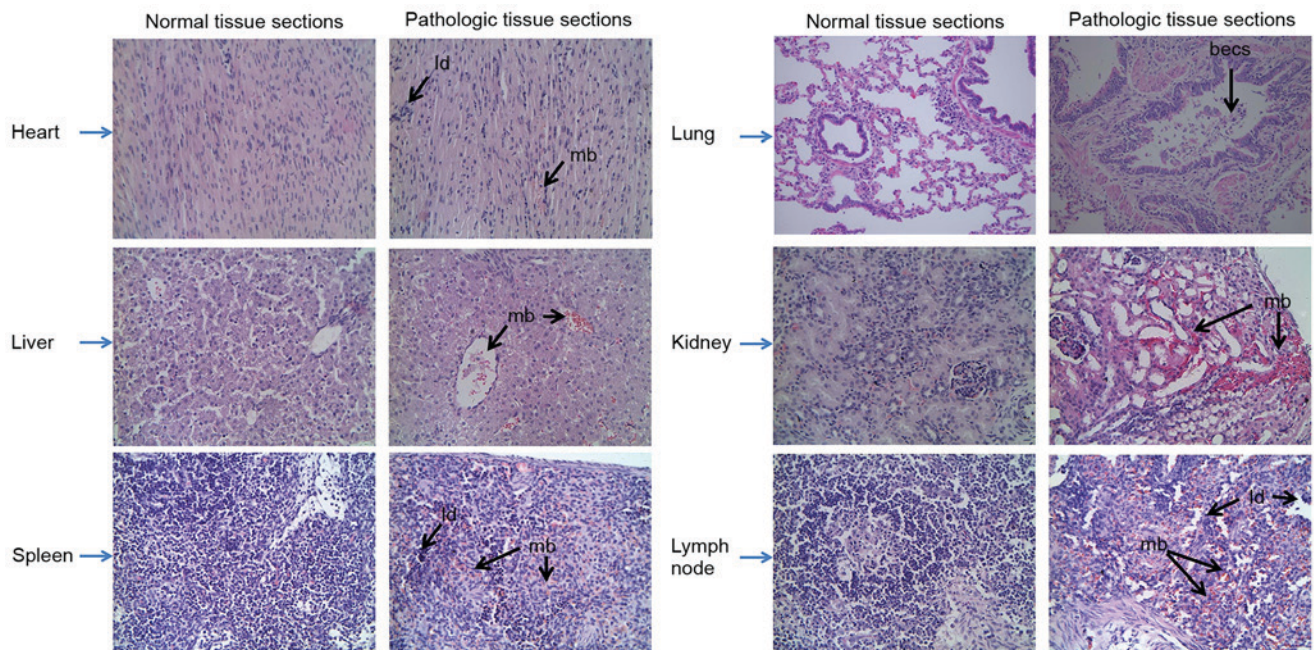 Normal tissue sections
Pathologic tissue sections
Heart
ld
mb
Liver
mb
Spleen
ld
mb
Normal tissue sections
Pathologic tissue sections
Lung
becs
Kidney
mb
Lymph
node
ld
mb